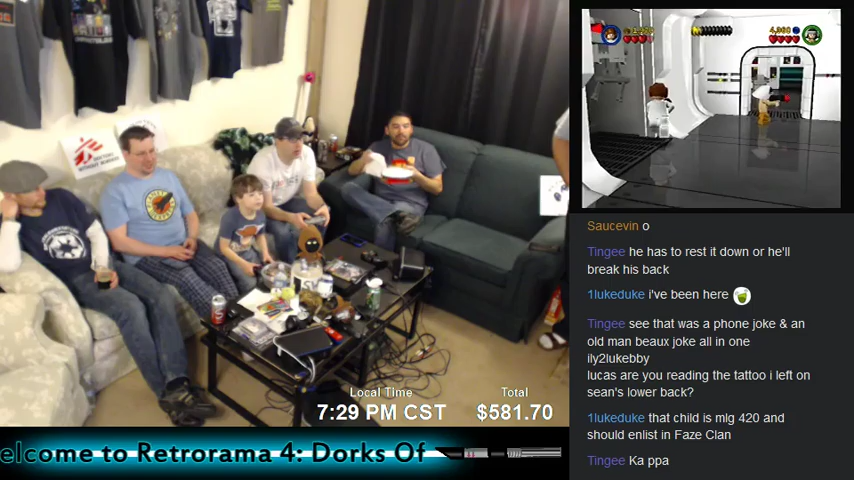 Saucevin o
Tingee he has to rest it down or he'll
break his back
1lukeduke i've been here
Tingee see that was a phone joke & an
old man beaux joke all in one
ily2lukebby
lucas are you reading the tattoo i left on
sean's lower back?
1lukeduke that child is mlg 420 and
should enlist in Faze Clan
Tingee Ka ppa
Local Time
7:29 PM CST
Total
$581.70
elcome to Retrorama 4: Dorks Of